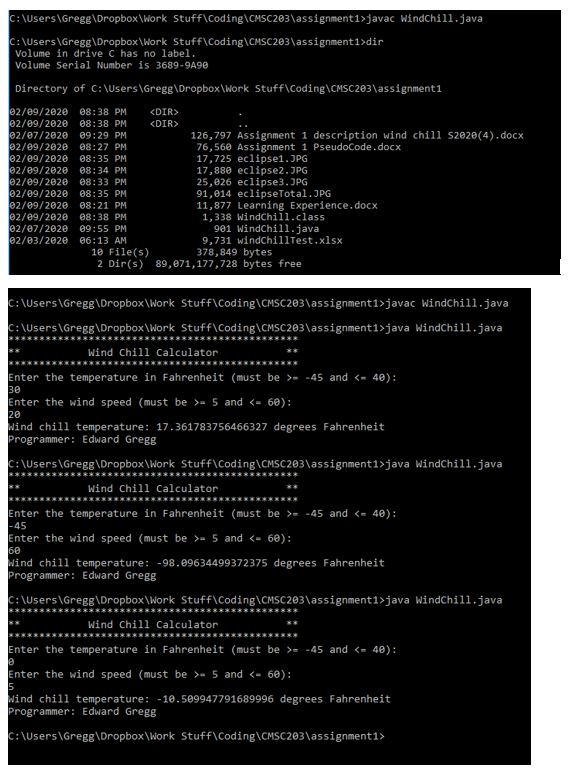 C:\Users\Gregg\Dropbox\Work Stuff\Coding\CMSC203\assignment1>javac WindChill.java
C:\Users\Gregg\Dropbox\Work Stuff\Coding\CMSC203\assignment1>dir
Volume in drive C has no label.
Volume Serial Number is 3689-9A90
Directory of C:\Users\Gregg\Dropbox\Work Stuff\Coding\CMSC203\assignment1
02/09/2020 08:38 PM <DIR> .
02/09/2020 08:38 PM <DIR> ..
02/07/2020 09:29 PM 126,797 Assignment 1 description wind chill S2020(4).docx
02/09/2020 08:27 PM 76,560 Assignment 1 PseudoCode.docx
02/09/2020 08:35 PM 17,725 eclipse1.JPG
02/09/2020 08:34 PM 17,880 eclipse2.JPG
02/09/2020 08:33 PM 25,026 eclipse3.JPG
02/09/2020 08:35 PM 91,014 eclipseTotal.JPG
02/09/2020 08:21 PM 11,877 Learning Experience.docx
02/09/2020 08:38 PM 1,338 WindChill.class
02/07/2020 09:55 PM 901 WindChill.java
02/03/2020 06:13 AM 9,731 windChillTest.xlsx
10 File(s) 378,849 bytes
2 Dir(s) 89,071,177,728 bytes free
C:\Users\Gregg\Dropbox\Work Stuff\Coding\CMSC203\assignment1>javac WindChill.java
C:\Users\Gregg\Dropbox\Work Stuff\Coding\CMSC203\assignment1>java WindChill.java
***********************************************
** Wind Chill Calculator **
***********************************************
Enter the temperature in Fahrenheit (must be >= -45 and <= 40):
30
Enter the wind speed (must be >= 5 and <= 60):
20
Wind chill temperature: 17.361783756466327 degrees Fahrenheit
Programmer: Edward Gregg
C:\Users\Gregg\Dropbox\Work Stuff\Coding\CMSC203\assignment1>java WindChill.java
***********************************************
** Wind Chill Calculator **
***********************************************
Enter the temperature in Fahrenheit (must be >= -45 and <= 40):
-45
Enter the wind speed (must be >= 5 and <= 60):
60
Wind chill temperature: -98.09634499372375 degrees Fahrenheit
Programmer: Edward Gregg
C:\Users\Gregg\Dropbox\Work Stuff\Coding\CMSC203\assignment1>java WindChill.java
***********************************************
** Wind Chill Calculator **
***********************************************
Enter the temperature in Fahrenheit (must be >= -45 and <= 40):
0
Enter the wind speed (must be >= 5 and <= 60):
5
Wind chill temperature: -10.509947791689996 degrees Fahrenheit
Programmer: Edward Gregg
C:\Users\Gregg\Dropbox\Work Stuff\Coding\CMSC203\assignment1>